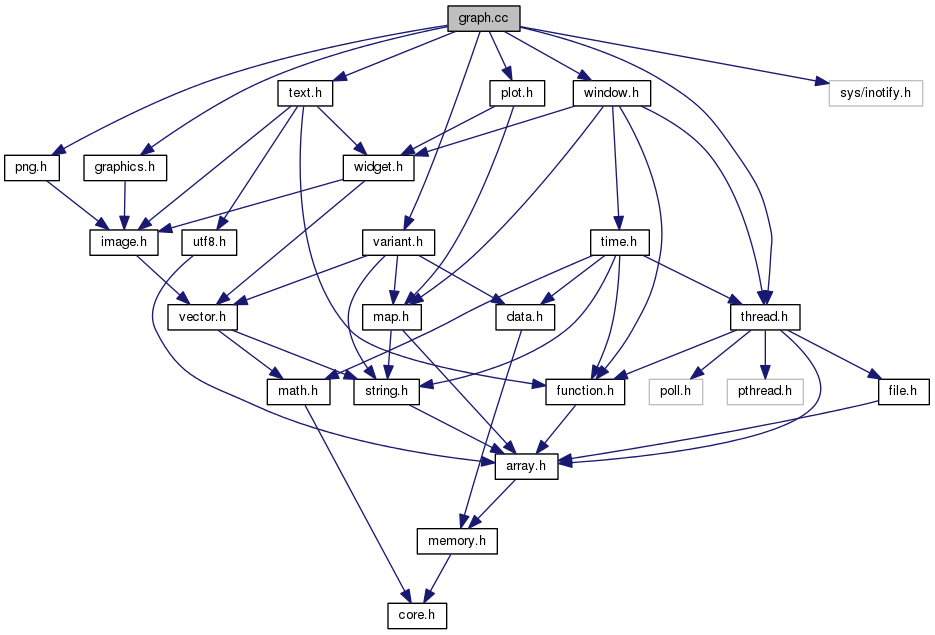 graph.cc
text.h
plot.h
window.h
sys/inotify.h
png.h
graphics.h
widget.h
image.h
utf8.h
variant.h
time.h
vector.h
map.h
data.h
thread.h
math.h
string.h
function.h
poll.h
pthread.h
file.h
array.h
memory.h
core.h